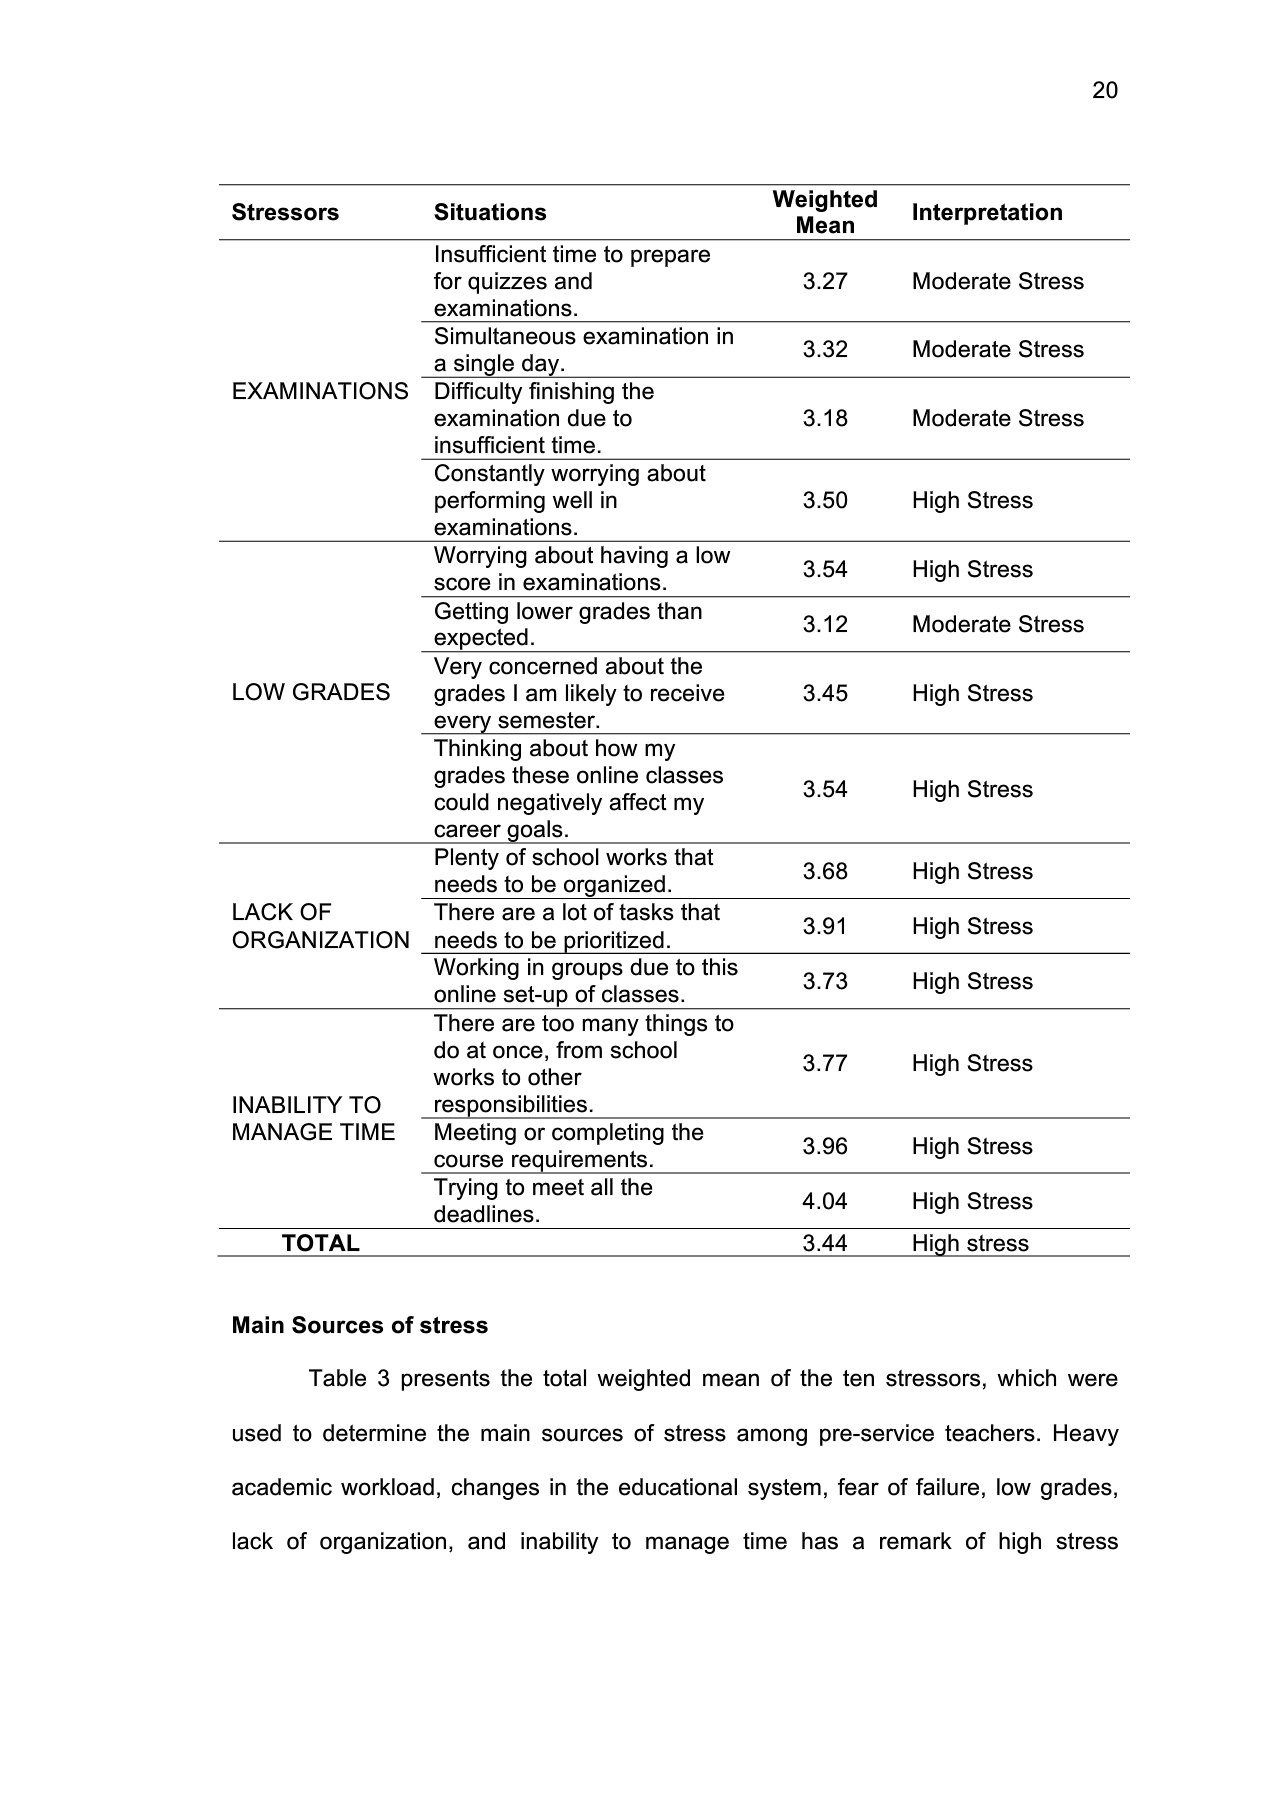 20
Stressors Situations Weighted Mean Interpretation
EXAMINATIONS
Insufficient time to prepare
for quizzes and
examinations.
3.27 Moderate Stress
Simultaneous examination in
a single day.
3.32 Moderate Stress
Difficulty finishing the
examination due to
insufficient time.
3.18 Moderate Stress
Constantly worrying about
performing well in
examinations.
3.50 High Stress
LOW GRADES
Worrying about having a low
score in examinations.
3.54 High Stress
Getting lower grades than
expected.
3.12 Moderate Stress
Very concerned about the
grades I am likely to receive
every semester.
3.45 High Stress
Thinking about how my
grades these online classes
could negatively affect my
career goals.
3.54 High Stress
LACK OF
ORGANIZATION
Plenty of school works that
needs to be organized.
3.68 High Stress
There are a lot of tasks that
needs to be prioritized.
3.91 High Stress
Working in groups due to this
online set-up of classes.
3.73 High Stress
INABILITY TO
MANAGE TIME
There are too many things to
do at once, from school
works to other
responsibilities.
3.77 High Stress
Meeting or completing the
course requirements.
3.96 High Stress
Trying to meet all the
deadlines.
4.04 High Stress
TOTAL 3.44 High stress
Main Sources of stress
Table 3 presents the total weighted mean of the ten stressors, which were
used to determine the main sources of stress among pre-service teachers. Heavy
academic workload, changes in the educational system, fear of failure, low grades,
lack of organization, and inability to manage time has a remark of high stress